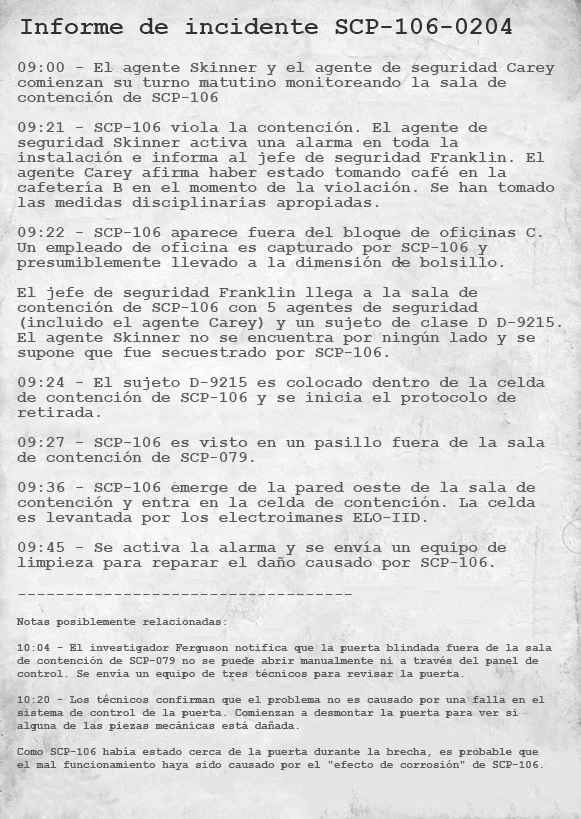 Informe de incidente SCP-106-0204
09:00 - El agente Skinner y el agente de seguridad Carey
comienzan su turno matutino monitoreando la sala de
contención de SCP-106
09:21 - SCP-106 viola la contención. El agente de
seguridad Skinner activa una alarma en toda la
instalación e informa al jefe de seguridad Franklin. El
agente Carey afirma haber estado tomando café en la
cafetería B en el momento de la violación. Se han tomado
las medidas disciplinarias apropiadas.
09:22 - SCP-106 aparece fuera del bloque de oficinas C.
Un empleado de oficina es capturado por SCP-106 y
presumiblemente llevado a la dimensión de bolsillo.
El jefe de seguridad Franklin llega a la sala de
contención de SCP-106 con 5 agentes de seguridad
(incluido el agente Carey) y un sujeto de clase D D-9215.
El agente Skinner no se encuentra por ningún lado y se
supone que fue secuestrado por SCP-106.
09:24 - El sujeto D-9215 es colocado dentro de la celda
de contención de SCP-106 y se inicia el protocolo de
retirada.
09:27 - SCP-106 es visto en un pasillo fuera de la sala
de contención de SCP-079.
09:36 - SCP-106 emerge de la pared oeste de la sala de
contención y entra en la celda de contención. La celda
es levantada por los electroimanes ELO-IID.
09:45 - Se activa la alarma y se envía un equipo de
limpieza para reparar el daño causado por SCP-106.
-----------------------------------
Notas posiblemente relacionadas:
10:04 - El investigador Ferguson notifica que la puerta blindada fuera de la sala
de contención de SCP-079 no se puede abrir manualmente ni a través del panel de
control. Se envía un equipo de tres técnicos para revisar la puerta.
10:20 - Los técnicos confirman que el problema no es causado por una falla en el
sistema de control de la puerta. Comienzan a desmontar la puerta para ver si
alguna de las piezas mecánicas está dañada.
Como SCP-106 había estado cerca de la puerta durante la brecha, es probable que
el mal funcionamiento haya sido causado por el "efecto de corrosión" de SCP-106.